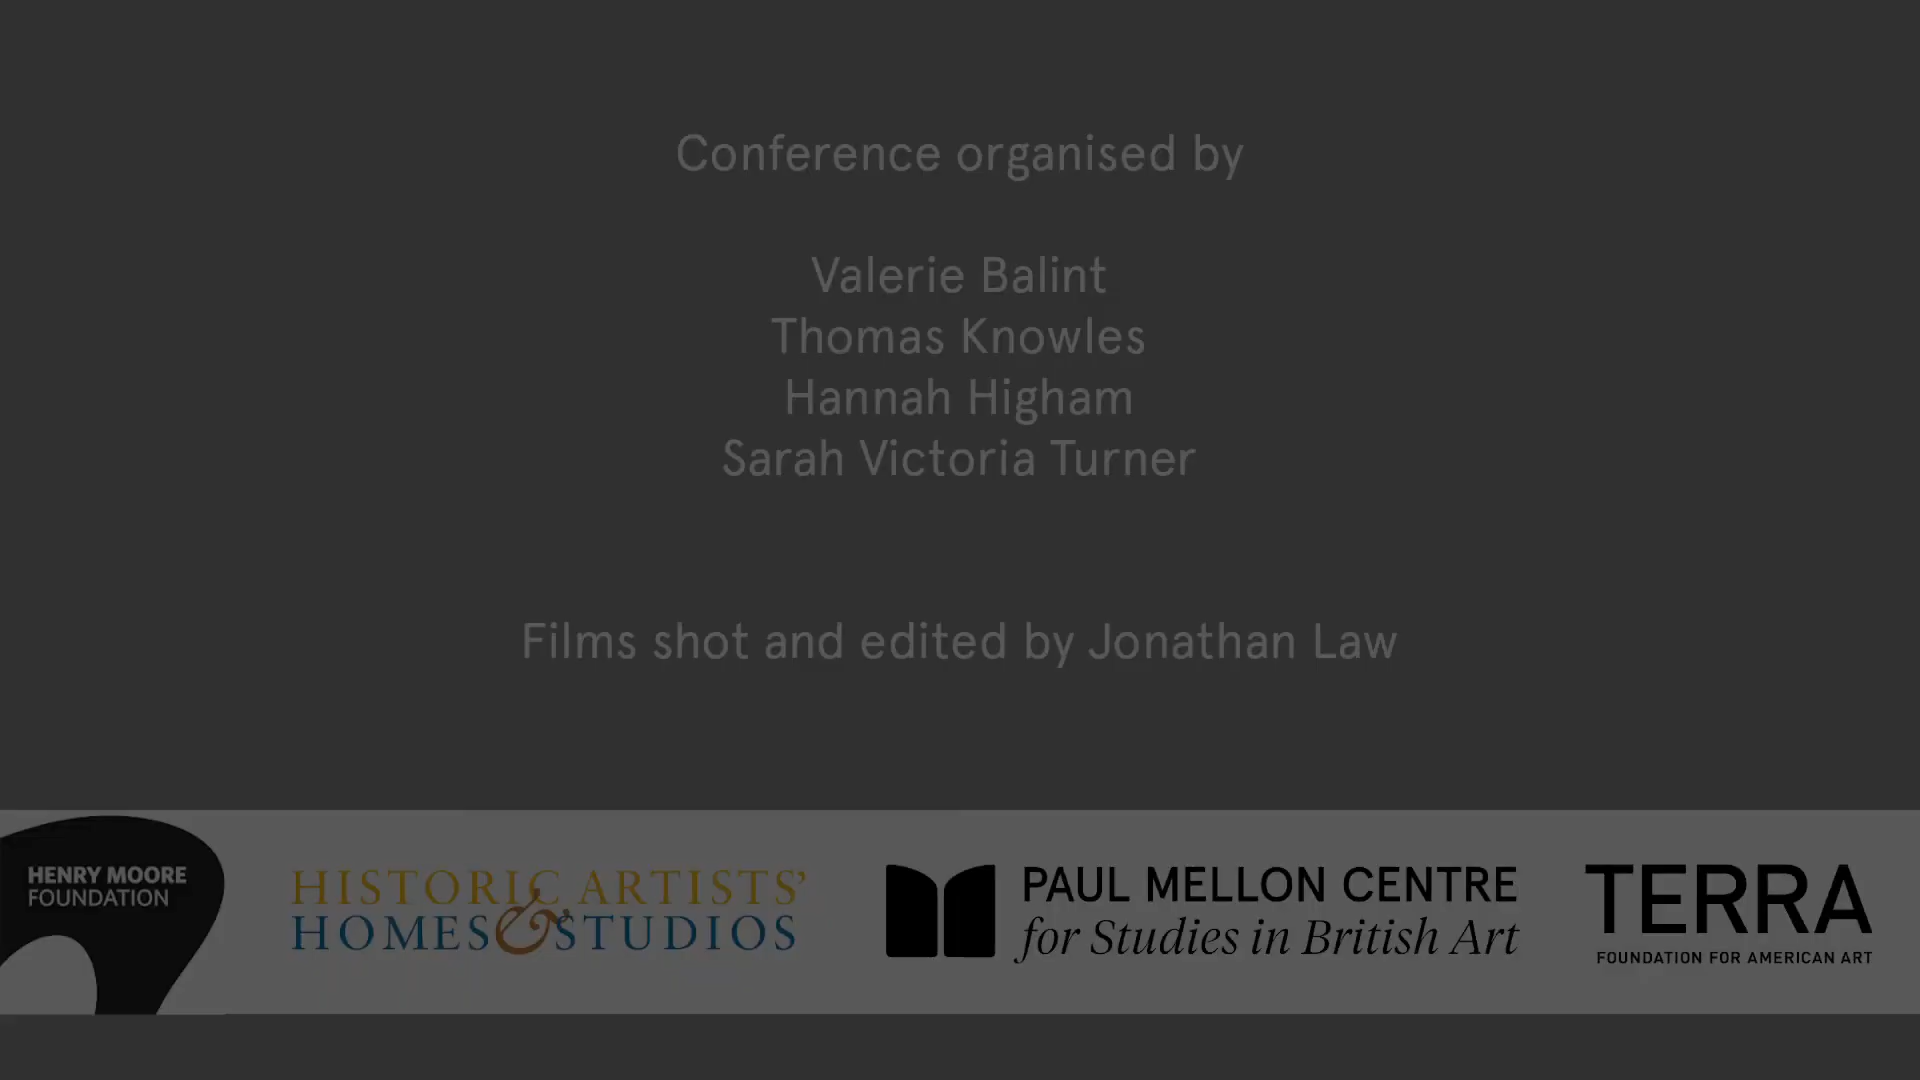 Conference organised by
Valerie Balint
Thomas Knowles
Hannah Higham
Sarah Victoria Turner
Films shot and edited by Jonathan Law
HENRY MOORE
FOUNDATION
HISTORIC ARTISTS'
HOMES & STUDIOS
PAUL MELLON CENTRE
for Studies in British Art
TERRA
FOUNDATION FOR AMERICAN ART